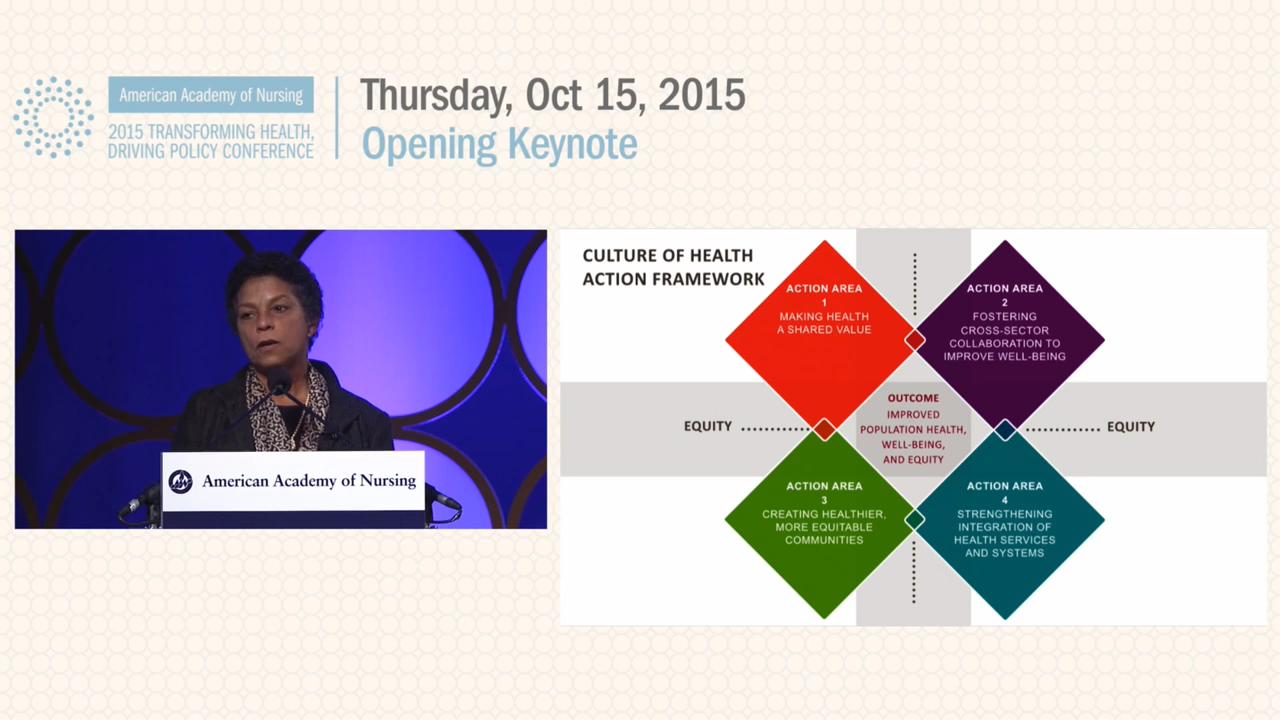 American Academy of Nursing
2015 TRANSFORMING HEALTH,
DRIVING POLICY CONFERENCE
Thursday, Oct 15, 2015
Opening Keynote
American Academy of Nursing
CULTURE OF HEALTH
ACTION FRAMEWORK
ACTION AREA
1
MAKING HEALTH
A SHARED VALUE
ACTION AREA
2
FOSTERING
CROSS-SECTOR
COLLABORATION TO
IMPROVE WELL-BEING
EQUITY
OUTCOME
IMPROVED
POPULATION HEALTH,
WELL-BEING,
AND EQUITY
EQUITY
ACTION AREA
3
CREATING HEALTHIER,
MORE EQUITABLE
COMMUNITIES
ACTION AREA
4
STRENGTHENING
INTEGRATION OF
HEALTH SERVICES
AND SYSTEMS